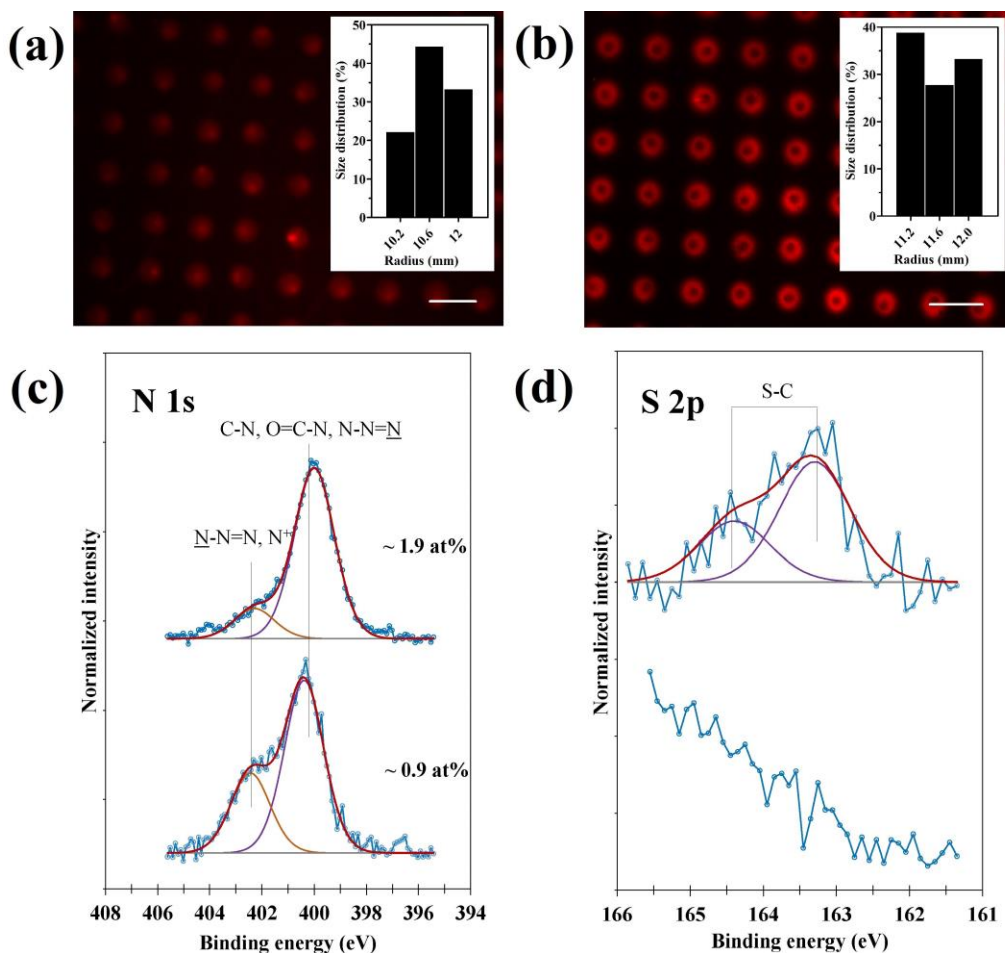 (a)
Size distribution (%)
50
40
30
20
10
0
10.2
10.6
12
Radius (mm)
(b)
Size distribution (%)
40
30
20
10
0
11.2
11.6
12.0
Radius (mm)
(c)
N 1s
C-N, O=C-N, N-N=N
N-N=N, N⁺
~ 1.9 at%
~ 0.9 at%
Normalized intensity
408 406 404 402 400 398 396 394
Binding energy (eV)
(d)
S 2p
S-C
Normalized intensity
166 165 164 163 162 161
Binding energy (eV)